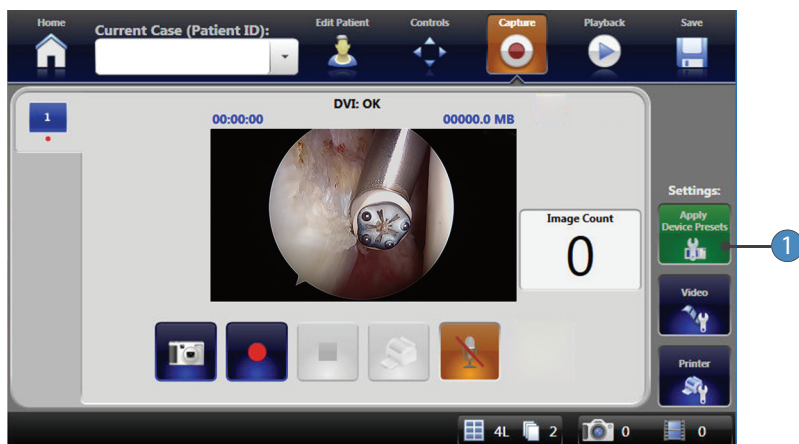 Home
Current Case (Patient ID):
Edit Patient
Controls
Capture
Playback
Save
1
DVI: OK
00:00:00
00000.0 MB
Image Count
0
Settings:
Apply
Device Presets
1
Video
Printer
4L
2
0
0